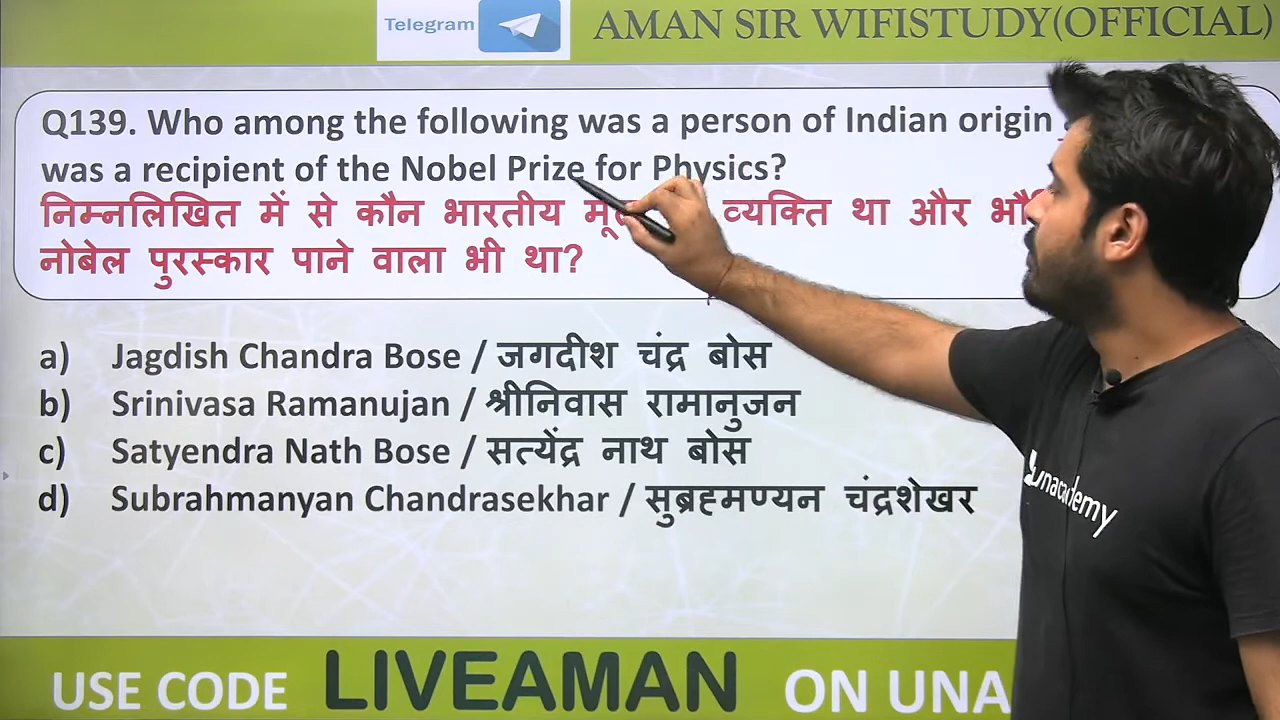 Telegram
AMAN SIR WIFISTUDY(OFFICIAL)
Q139. Who among the following was a person of Indian origin
was a recipient of the Nobel Prize for Physics?
निम्नलिखित में से कौन भारतीय व्यक्ति था और
नोबेल पुरस्कार पाने वाला भी था?
a) Jagdish Chandra Bose / जगदीश चंद्र बोस
b) Srinivasa Ramanujan / श्रीनिवास रामानुजन
c) Satyendra Nath Bose / सत्येंद्र नाथ बोस
d) Subrahmanyan Chandrasekhar / सुब्रह्मण्यन चंद्रशेखर
unacademy
USE CODE LIVEAMAN ON UNA